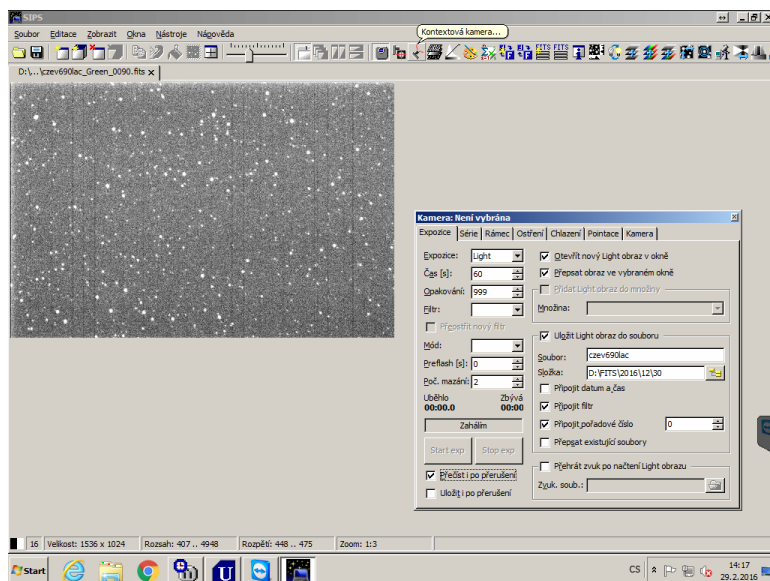 SIPS
Soubor Editace Zobrazit Okna Nástroje Nápověda
Kontextová kamera...
D:\...\czev690lac_Green_0090.fits x
Kamera: Není vybrána
Expozice Série Rámec Ostření Chlazení Pointace Kamera
Expozice: Light
Otevřít nový Light obraz v okně
Čas [s]: 60
Přepsat obraz ve vybraném okně
Opakování: 999
Přidat Light obraz do množiny
Filtr:
Množina:
Přeostřit nový filtr
Uložit Light obraz do souboru
Mód:
Soubor: czev690lac
Preflash [s]: 0
Složka: D:\FITS\2016\12\30
Poč. mazání: 2
Připojit datum a čas
Uběhlo Zbývá
00:00.0 00:00
Připojit filtr
Zahálím
Připojit pořadové číslo 0
Start exp Stop exp
Přepsat existující soubory
Přečíst i po přerušení
Přehrát zvuk po načtení Light obrazu
Uložit i po přerušení
Zvuk. soub.:
16 Velikost: 1536 x 1024 Rozsah: 407 .. 4948 Rozpětí: 448 .. 475 Zoom: 1:3
Start
CS
14:17
29.2.2016